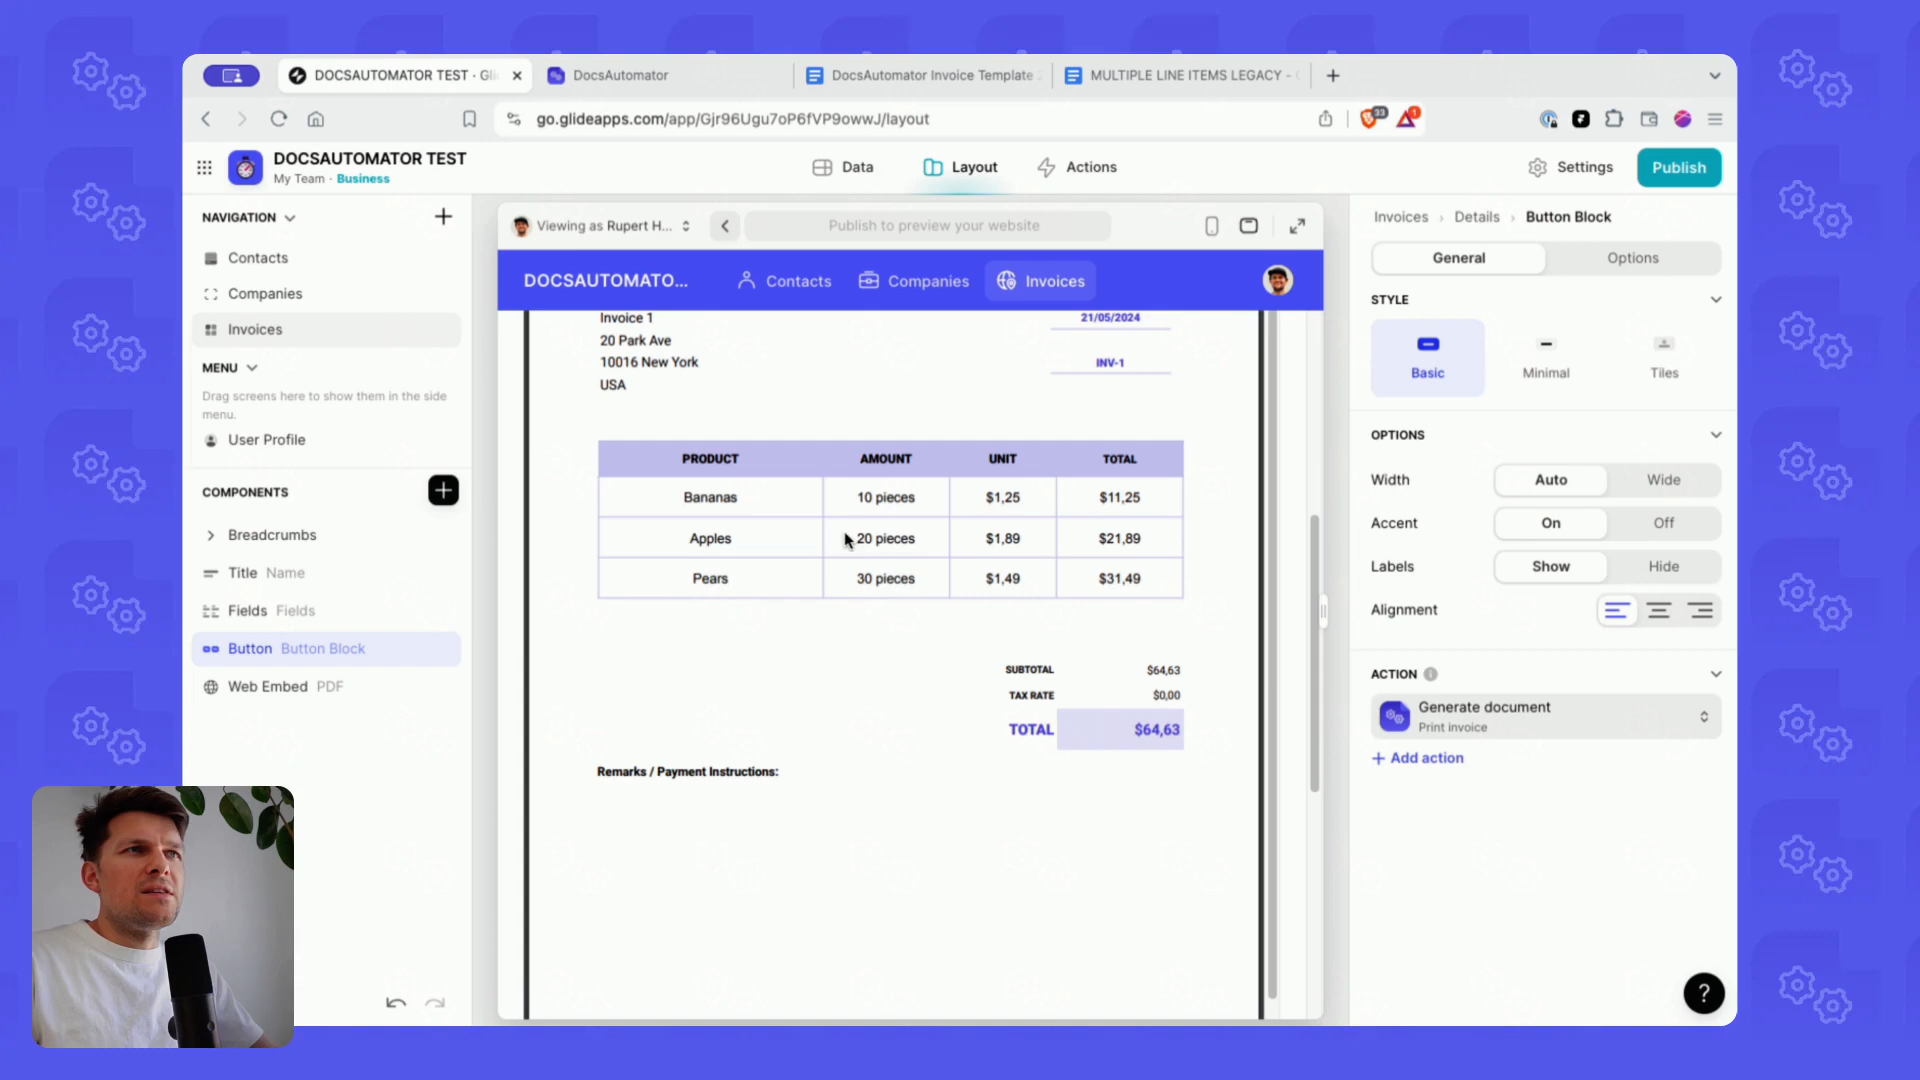 DOCSAUTOMATOR TEST · Gli
DocsAutomator
DocsAutomator Invoice Template
MULTIPLE LINE ITEMS LEGACY -
go.glideapps.com/app/Gjr96Ugu7oP6fVP9owwJ/layout
33
1
DOCSAUTOMATOR TEST
My Team · Business
Data
Layout
Actions
Settings
Publish
NAVIGATION
Contacts
Companies
Invoices
MENU
Drag screens here to show them in the side
menu.
User Profile
COMPONENTS
Breadcrumbs
Title Name
Fields Fields
Button Button Block
Web Embed PDF
Viewing as Rupert H...
Publish to preview your website
DOCSAUTOMATO...
Contacts
Companies
Invoices
Invoice 1
20 Park Ave
10016 New York
USA
21/05/2024
INV-1
PRODUCT AMOUNT UNIT TOTAL
Bananas 10 pieces $1,25 $11,25
Apples 20 pieces $1,89 $21,89
Pears 30 pieces $1,49 $31,49
SUBTOTAL $64,63
TAX RATE $0,00
TOTAL $64,63
Remarks / Payment Instructions:
Invoices › Details › Button Block
General
Options
STYLE
Basic
Minimal
Tiles
OPTIONS
Width Auto Wide
Accent On Off
Labels Show Hide
Alignment
ACTION
Generate document
Print invoice
+ Add action
?